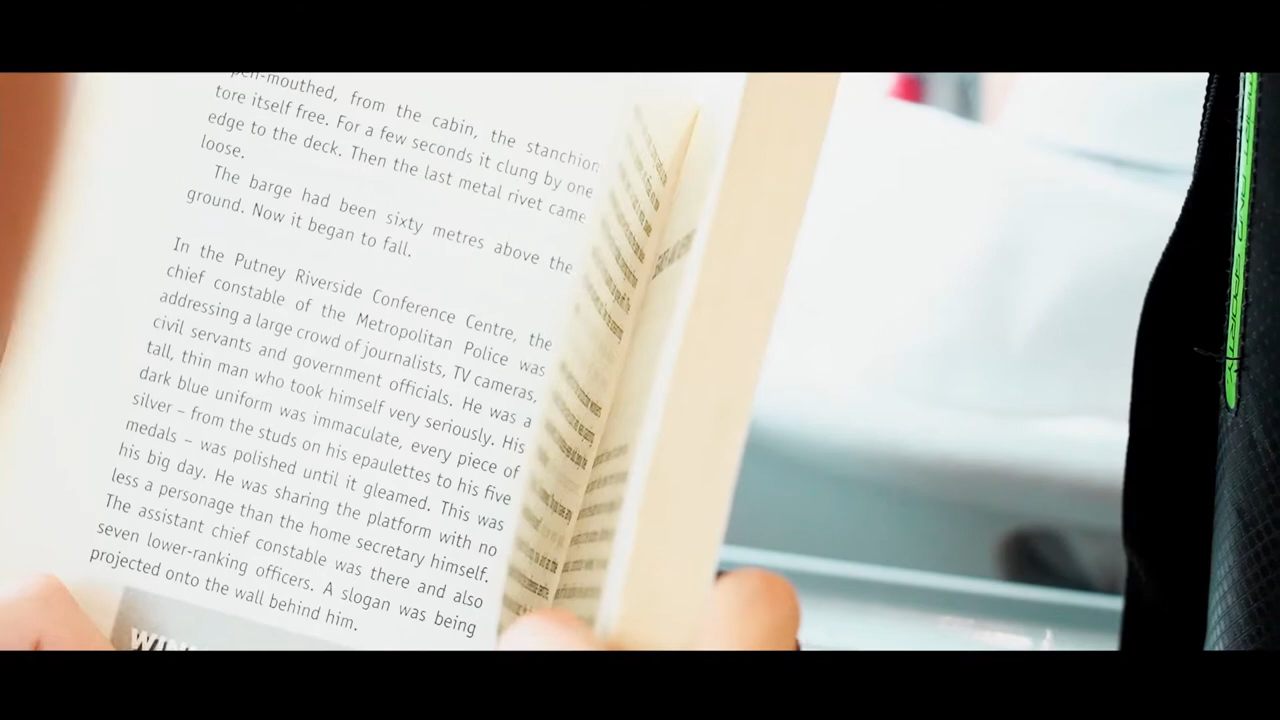 pen-mouthed, from the cabin, the stanchion
tore itself free. For a few seconds it clung by one
edge to the deck. Then the last metal rivet came
loose.
The barge had been sixty metres above the
ground. Now it began to fall.
In the Putney Riverside Conference Centre, the
chief constable of the Metropolitan Police was
addressing a large crowd of journalists, TV cameras,
civil servants and government officials. He was a
tall, thin man who took himself very seriously. His
dark blue uniform was immaculate, every piece of
silver – from the studs on his epaulettes to his five
medals – was polished until it gleamed. This was
his big day. He was sharing the platform with no
less a personage than the home secretary himself.
The assistant chief constable was there and also
seven lower-ranking officers. A slogan was being
projected onto the wall behind him.